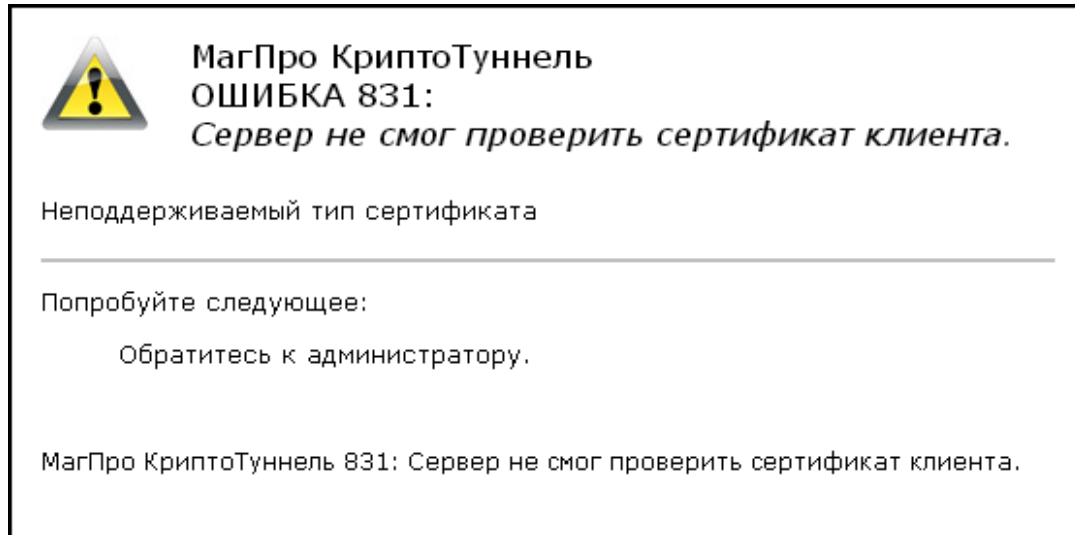 МагПро КриптоТуннель
ОШИБКА 831:
Сервер не смог проверить сертификат клиента.
Неподдерживаемый тип сертификата
Попробуйте следующее:
Обратитесь к администратору.
МагПро КриптоТуннель 831: Сервер не смог проверить сертификат клиента.